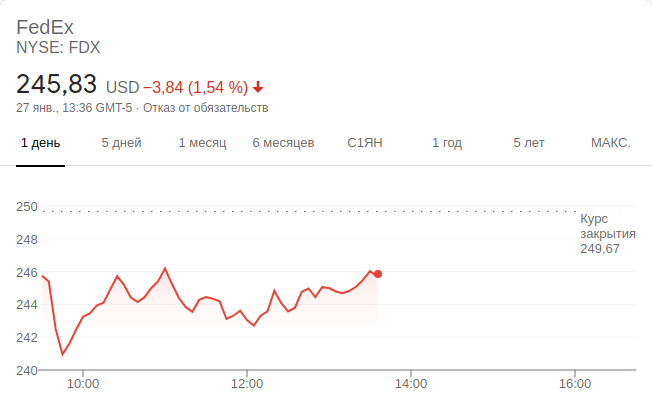 FedEx
NYSE: FDX
245,83 USD −3,84 (1,54 %)
27 янв., 13:36 GMT-5 · Отказ от обязательств
1 день 5 дней 1 месяц 6 месяцев С1ЯН 1 год 5 лет МАКС.
250
Курс
закрытия
249,67
248
246
244
242
240
10:00 12:00 14:00 16:00